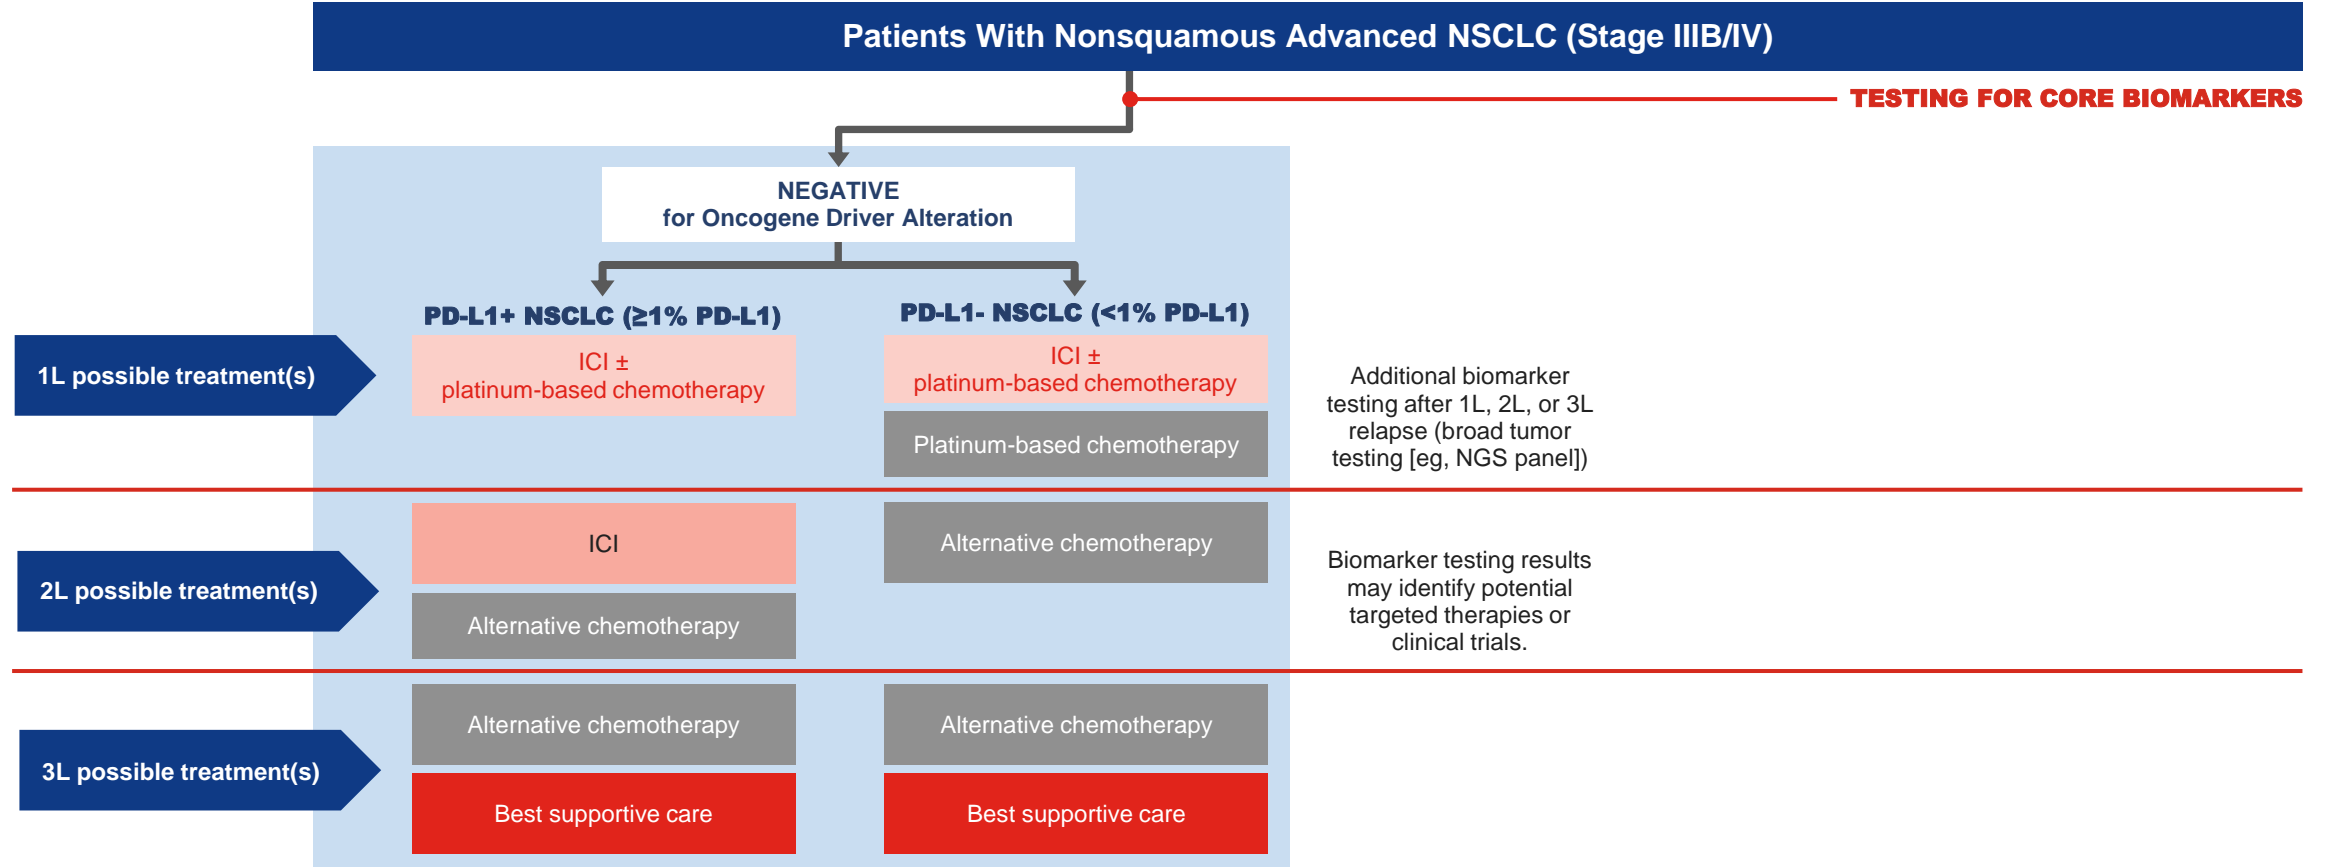 Patients With Nonsquamous Advanced NSCLC (Stage IIIB/IV)
TESTING FOR CORE BIOMARKERS
NEGATIVE
for Oncogene Driver Alteration
PD-L1+ NSCLC (≥1% PD-L1)
PD-L1- NSCLC (<1% PD-L1)
1L possible treatment(s)
ICI ±
platinum-based chemotherapy
ICI ±
platinum-based chemotherapy
Platinum-based chemotherapy
Additional biomarker
testing after 1L, 2L, or 3L
relapse (broad tumor
testing [eg, NGS panel])
2L possible treatment(s)
ICI
Alternative chemotherapy
Alternative chemotherapy
Biomarker testing results
may identify potential
targeted therapies or
clinical trials.
3L possible treatment(s)
Alternative chemotherapy
Best supportive care
Alternative chemotherapy
Best supportive care